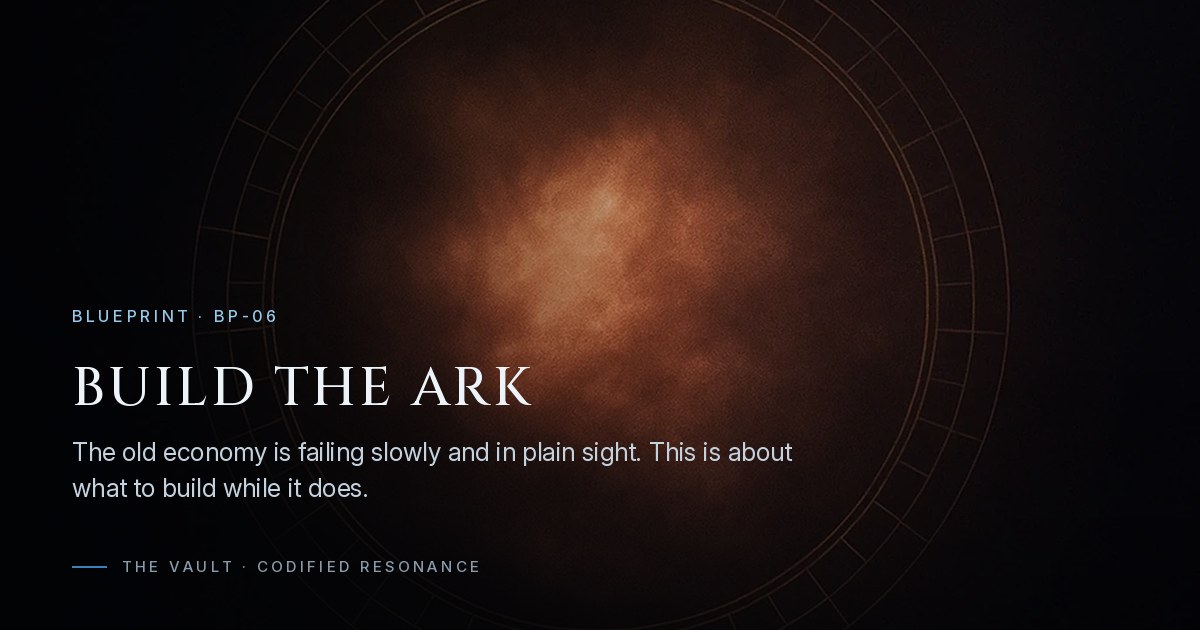 BLUEPRINT · BP-06
BUILD THE ARK
The old economy is failing slowly and in plain sight. This is about
what to build while it does.
THE VAULT · CODIFIED RESONANCE